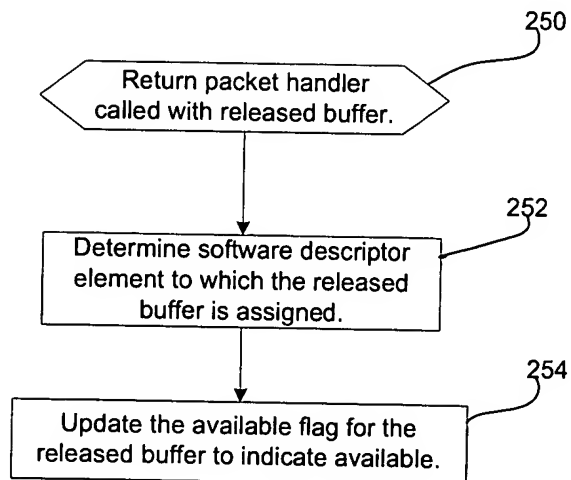 250
Return packet handler
called with released buffer.
252
Determine software descriptor
element to which the released
buffer is assigned.
254
Update the available flag for the
released buffer to indicate available.